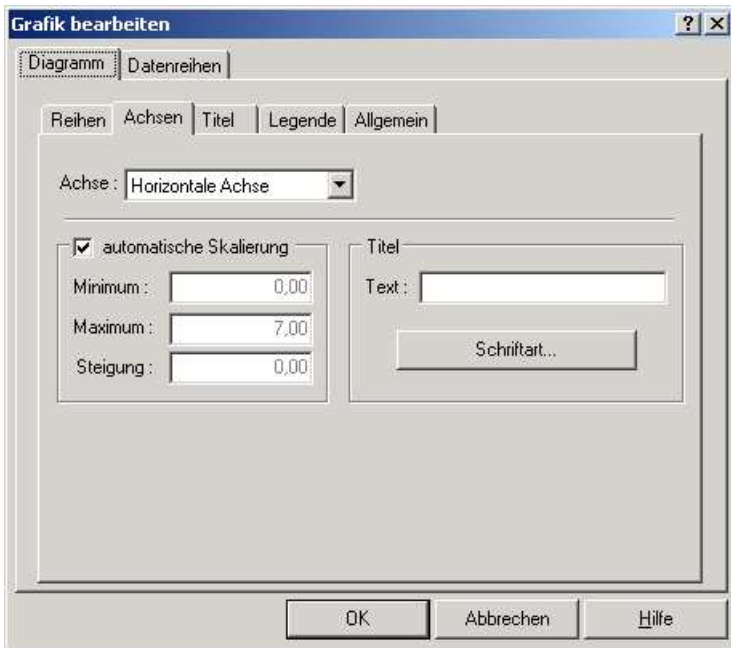 Grafik bearbeiten
Diagramm Datenreihen
Reihen Achsen Titel Legende Allgemein
Achse : Horizontale Achse
automatische Skalierung Titel
Minimum : 0,00 Text :
Maximum : 7,00 Schriftart...
Steigung : 0,00
OK Abbrechen Hilfe